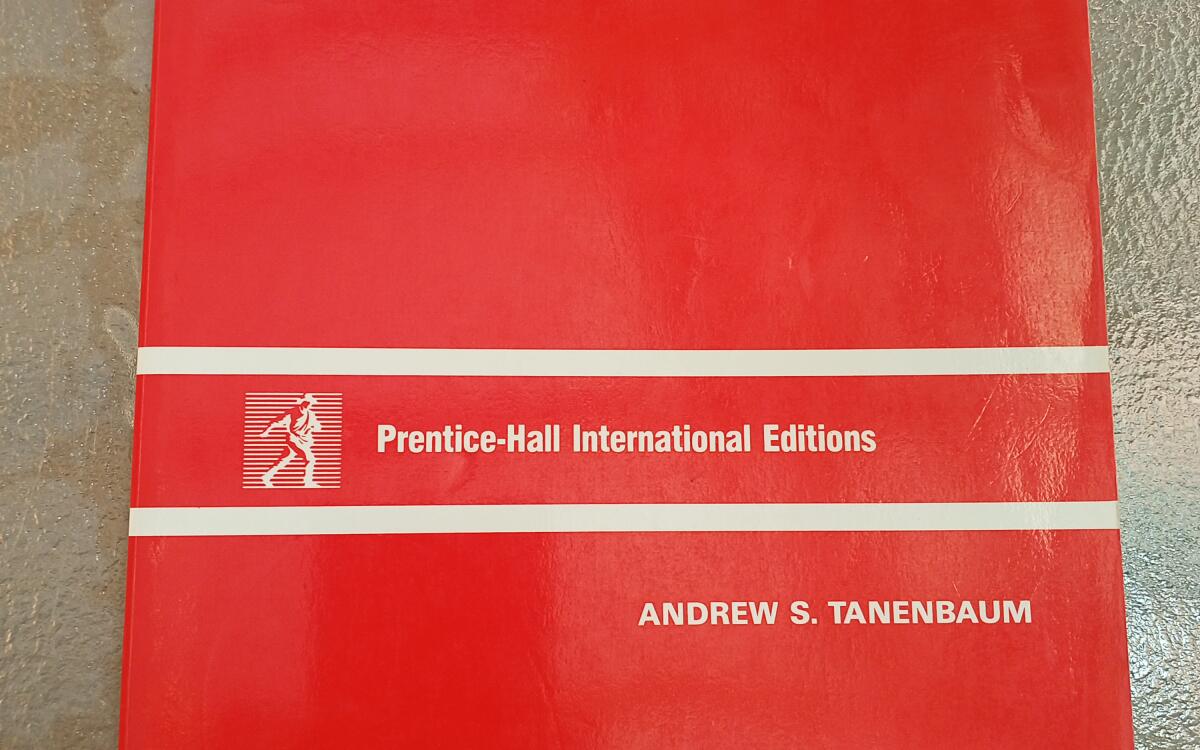 Prentice-Hall International Editions
ANDREW S. TANENBAUM